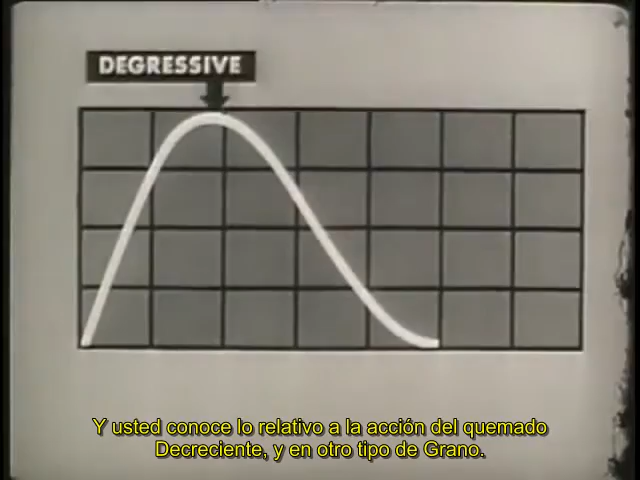 DEGRESSIVE
Y usted conoce lo relativo a la acción del quemado
Decreciente, y en otro tipo de Grano.